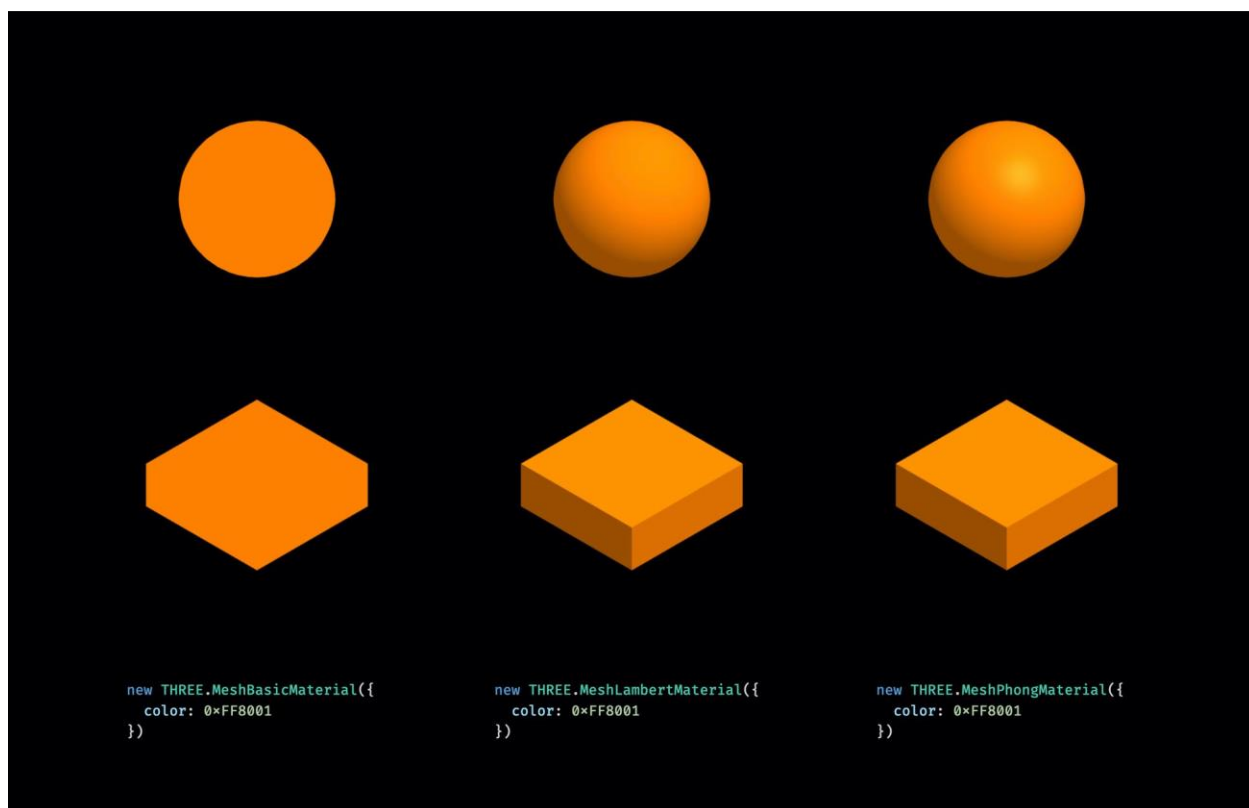 new THREE.MeshBasicMaterial({
color: 0×FF8001
})
new THREE.MeshLambertMaterial({
color: 0×FF8001
})
new THREE.MeshPhongMaterial({
color: 0×FF8001
})